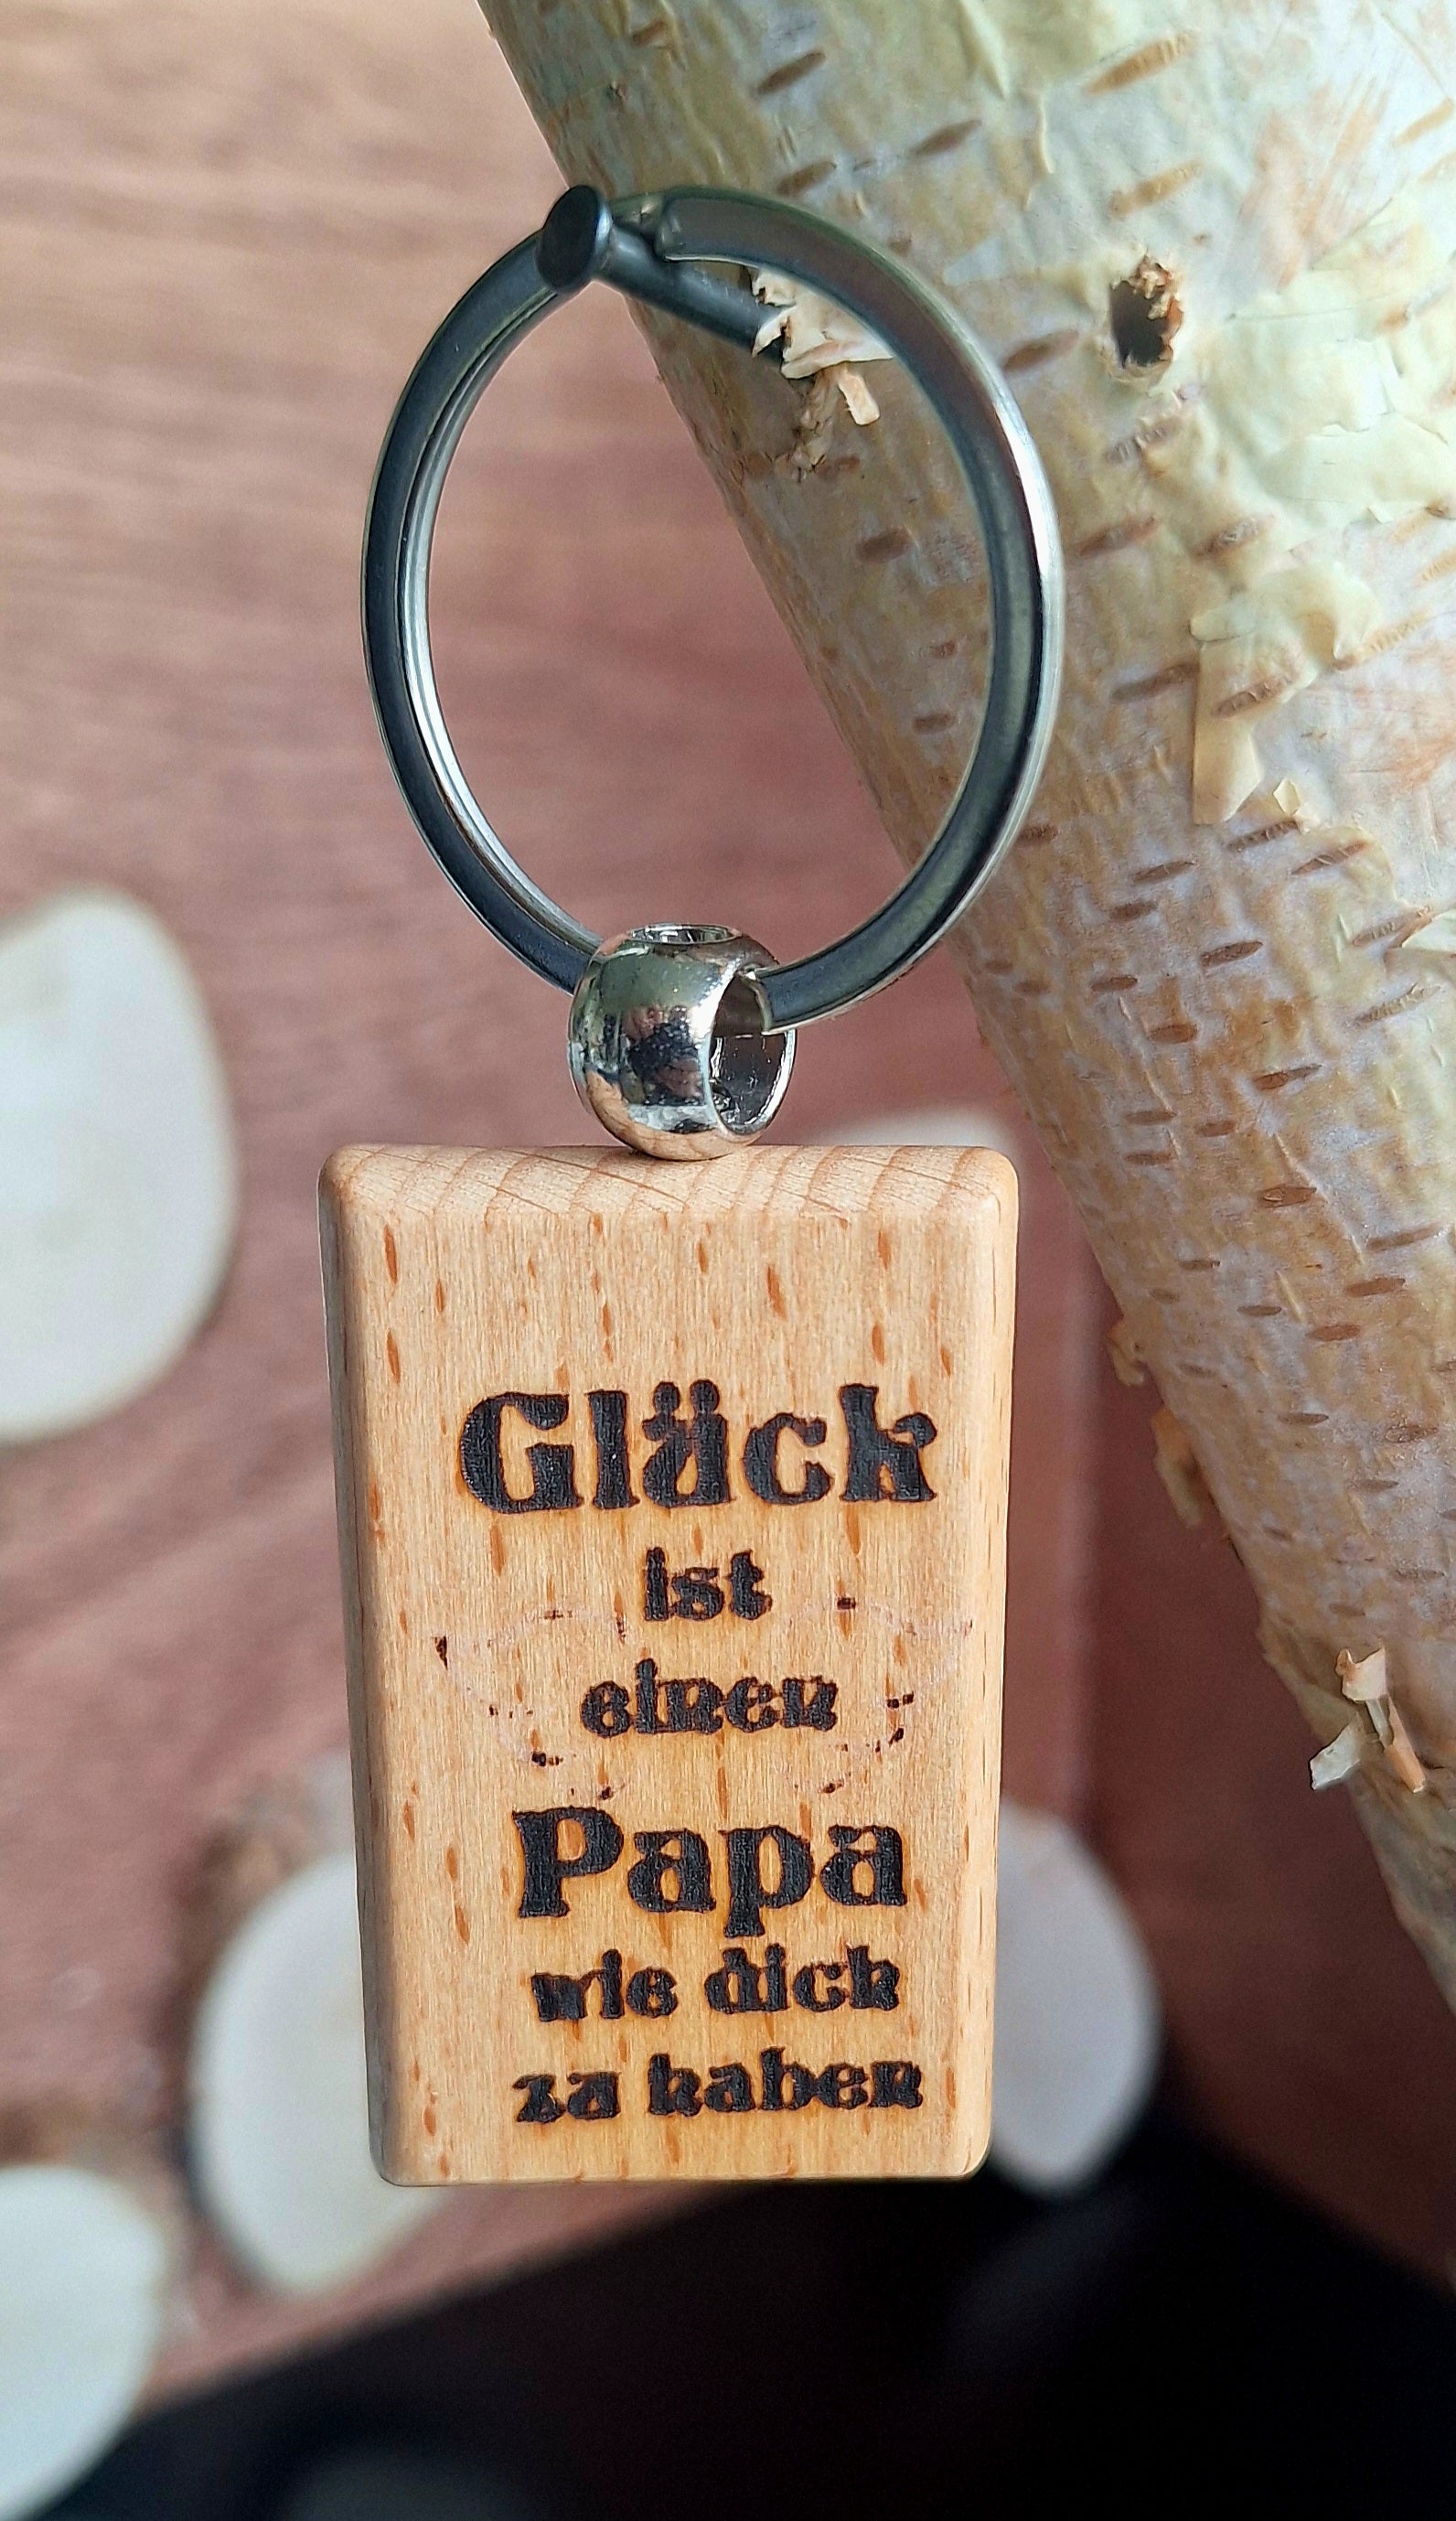 Glück
ist
einen
Papa
wie dich
zu haben